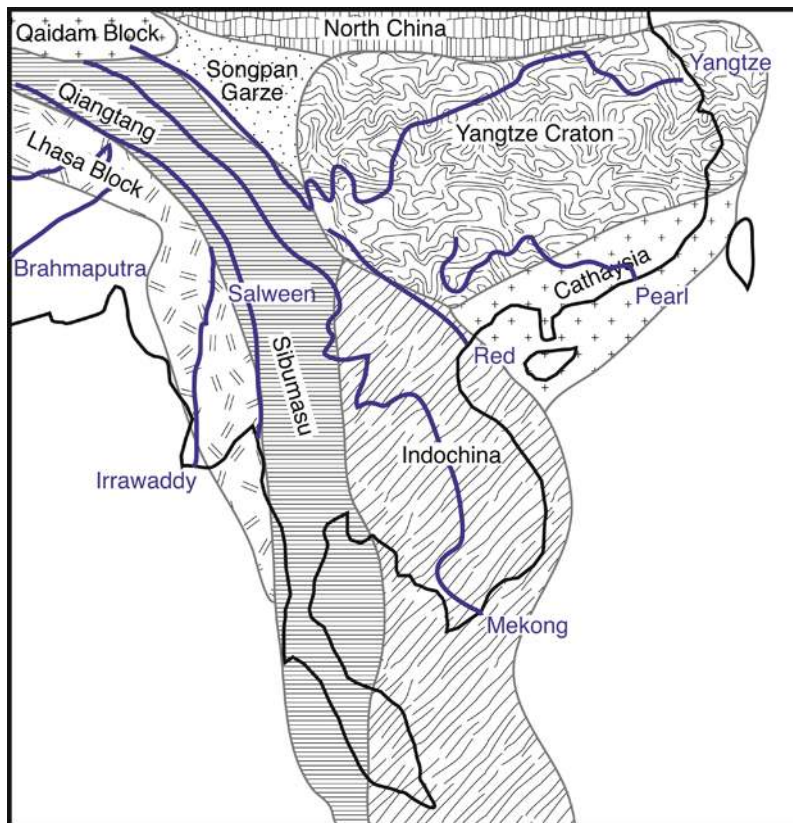 North China
Qaidam Block
Songpan
Garze
Yangtze
Qiangtang
Yangtze Craton
Lhasa Block
Brahmaputra
Salween
Cathaysia
Pearl
Sibumasu
Red
Indochina
Irrawaddy
Mekong